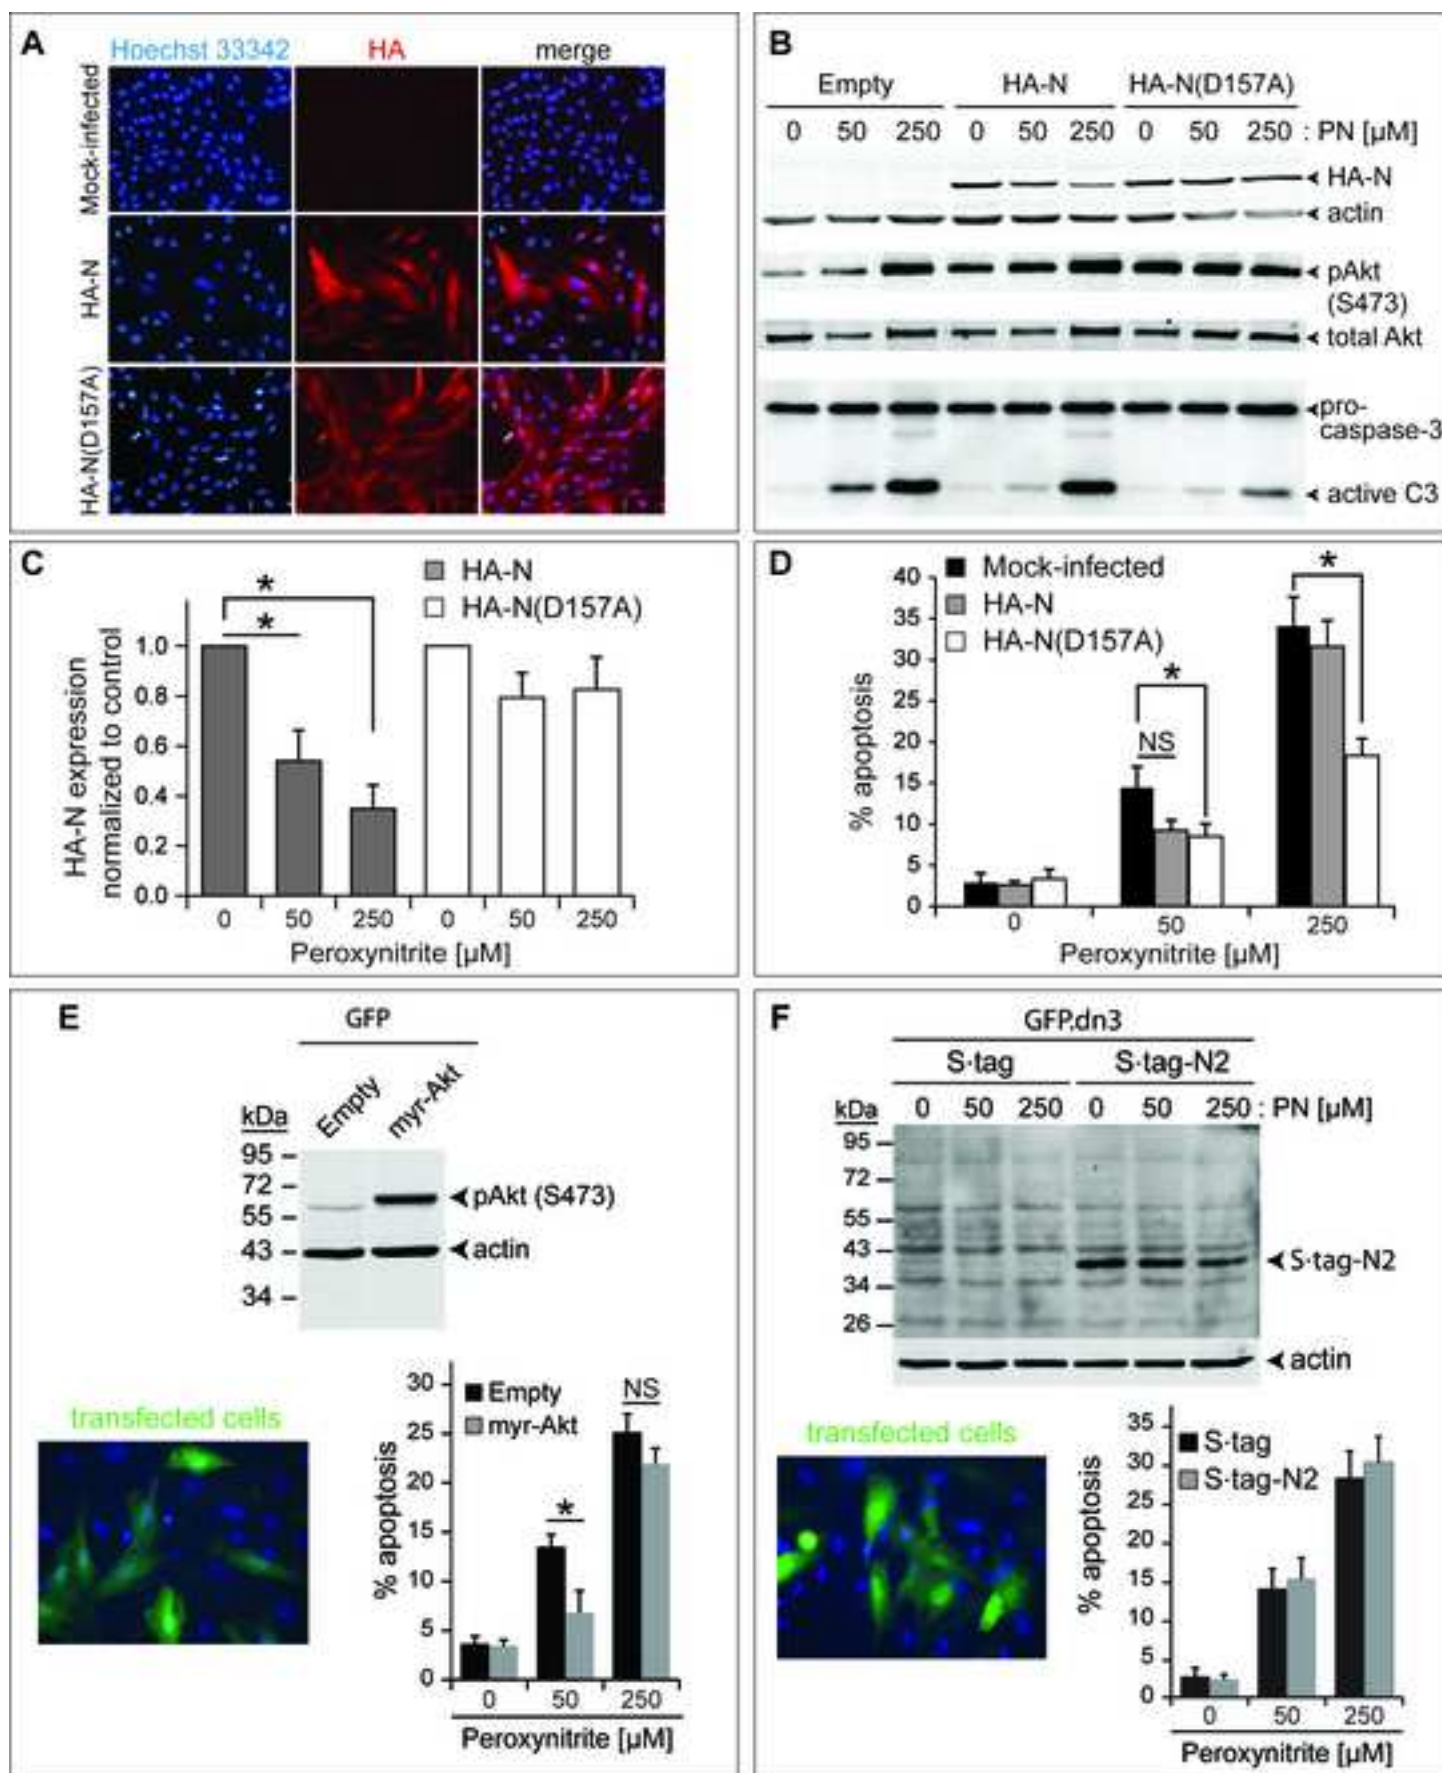 A
Hoechst 33342 HA merge
Mock-infected
HA-N
HA-N(D157A)
B
Empty HA-N HA-N(D157A)
0 50 250 0 50 250 0 50 250 : PN [µM]
HA-N
actin
pAkt
(S473)
total Akt
pro-
caspase-3
active C3
C
HA-N
HA-N(D157A)
* *
HA-N expression
normalized to control
1.0
0.8
0.6
0.4
0.2
0.0
0 50 250 0 50 250
Peroxynitrite [µM]
D
Mock-infected
HA-N
HA-N(D157A)
*
*
NS
% apoptosis
40
35
30
25
20
15
10
5
0
0 50 250
Peroxynitrite [µM]
E
GFP
Empty myr-Akt
kDa
95
72
55
43
34
pAkt (S473)
actin
transfected cells
Empty
myr-Akt
NS
*
% apoptosis
30
25
20
15
10
5
0
0 50 250
Peroxynitrite [µM]
F
GFP.dn3
S·tag S·tag-N2
kDa 0 50 250 0 50 250 : PN [µM]
95
72
55
43
34
26
S·tag-N2
actin
transfected cells
S·tag
S·tag-N2
% apoptosis
35
30
25
20
15
10
5
0
0 50 250
Peroxynitrite [µM]